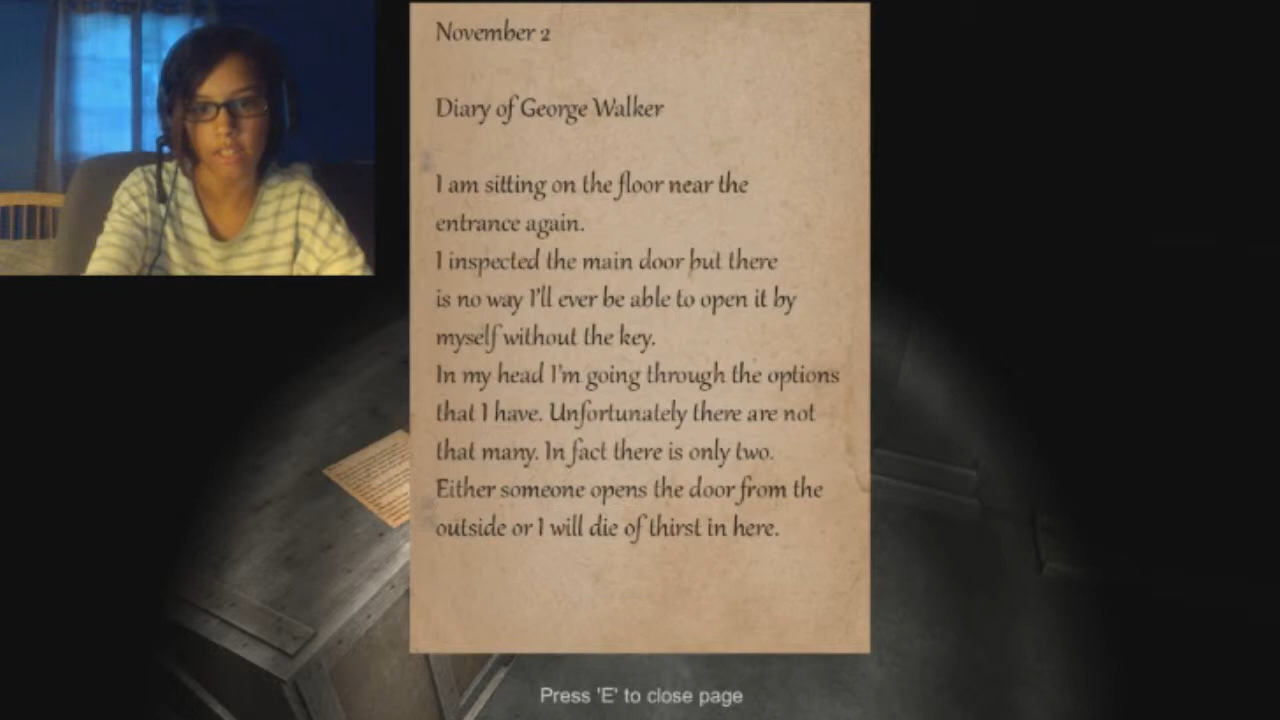 November 2
Diary of George Walker
I am sitting on the floor near the
entrance again.
I inspected the main door but there
is no way I'll ever be able to open it by
myself without the key.
In my head I'm going through the options
that I have. Unfortunately there are not
that many. In fact there is only two.
Either someone opens the door from the
outside or I will die of thirst in here.
Press 'E' to close page